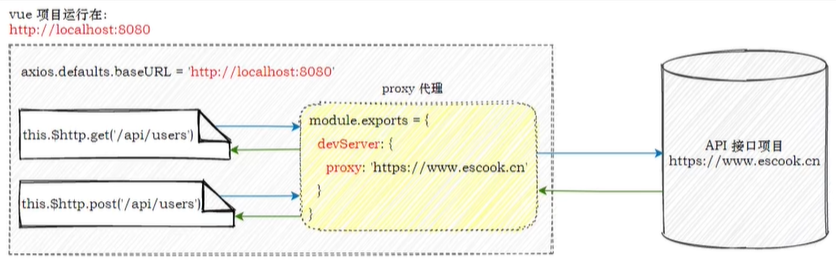 vue 项目运行在:
http://localhost:8080
axios.defaults.baseURL = 'http://localhost:8080'
proxy 代理
this.$http.get('/api/users')
this.$http.post('/api/users')
module.exports = {
devServer: {
proxy: 'https://www.escook.cn'
}
}
API 接口项目
https://www.escook.cn